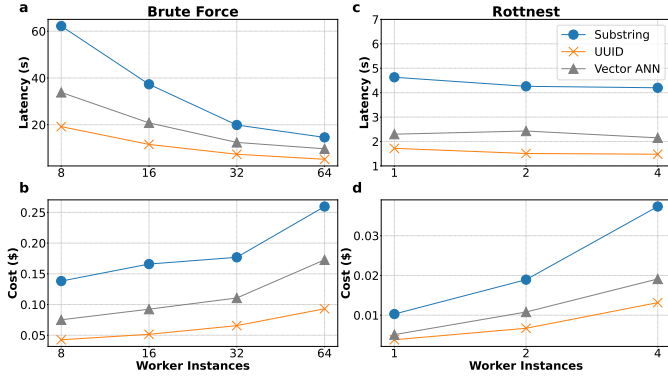 a
Brute Force
Latency (s)
60
40
20
8
16
32
64
c
Rottnest
Latency (s)
7
6
5
4
3
2
1
1
2
4
Substring
UUID
Vector ANN
b
Cost ($)
0.25
0.20
0.15
0.10
0.05
8
16
32
64
Worker Instances
d
Cost ($)
0.03
0.02
0.01
1
2
4
Worker Instances